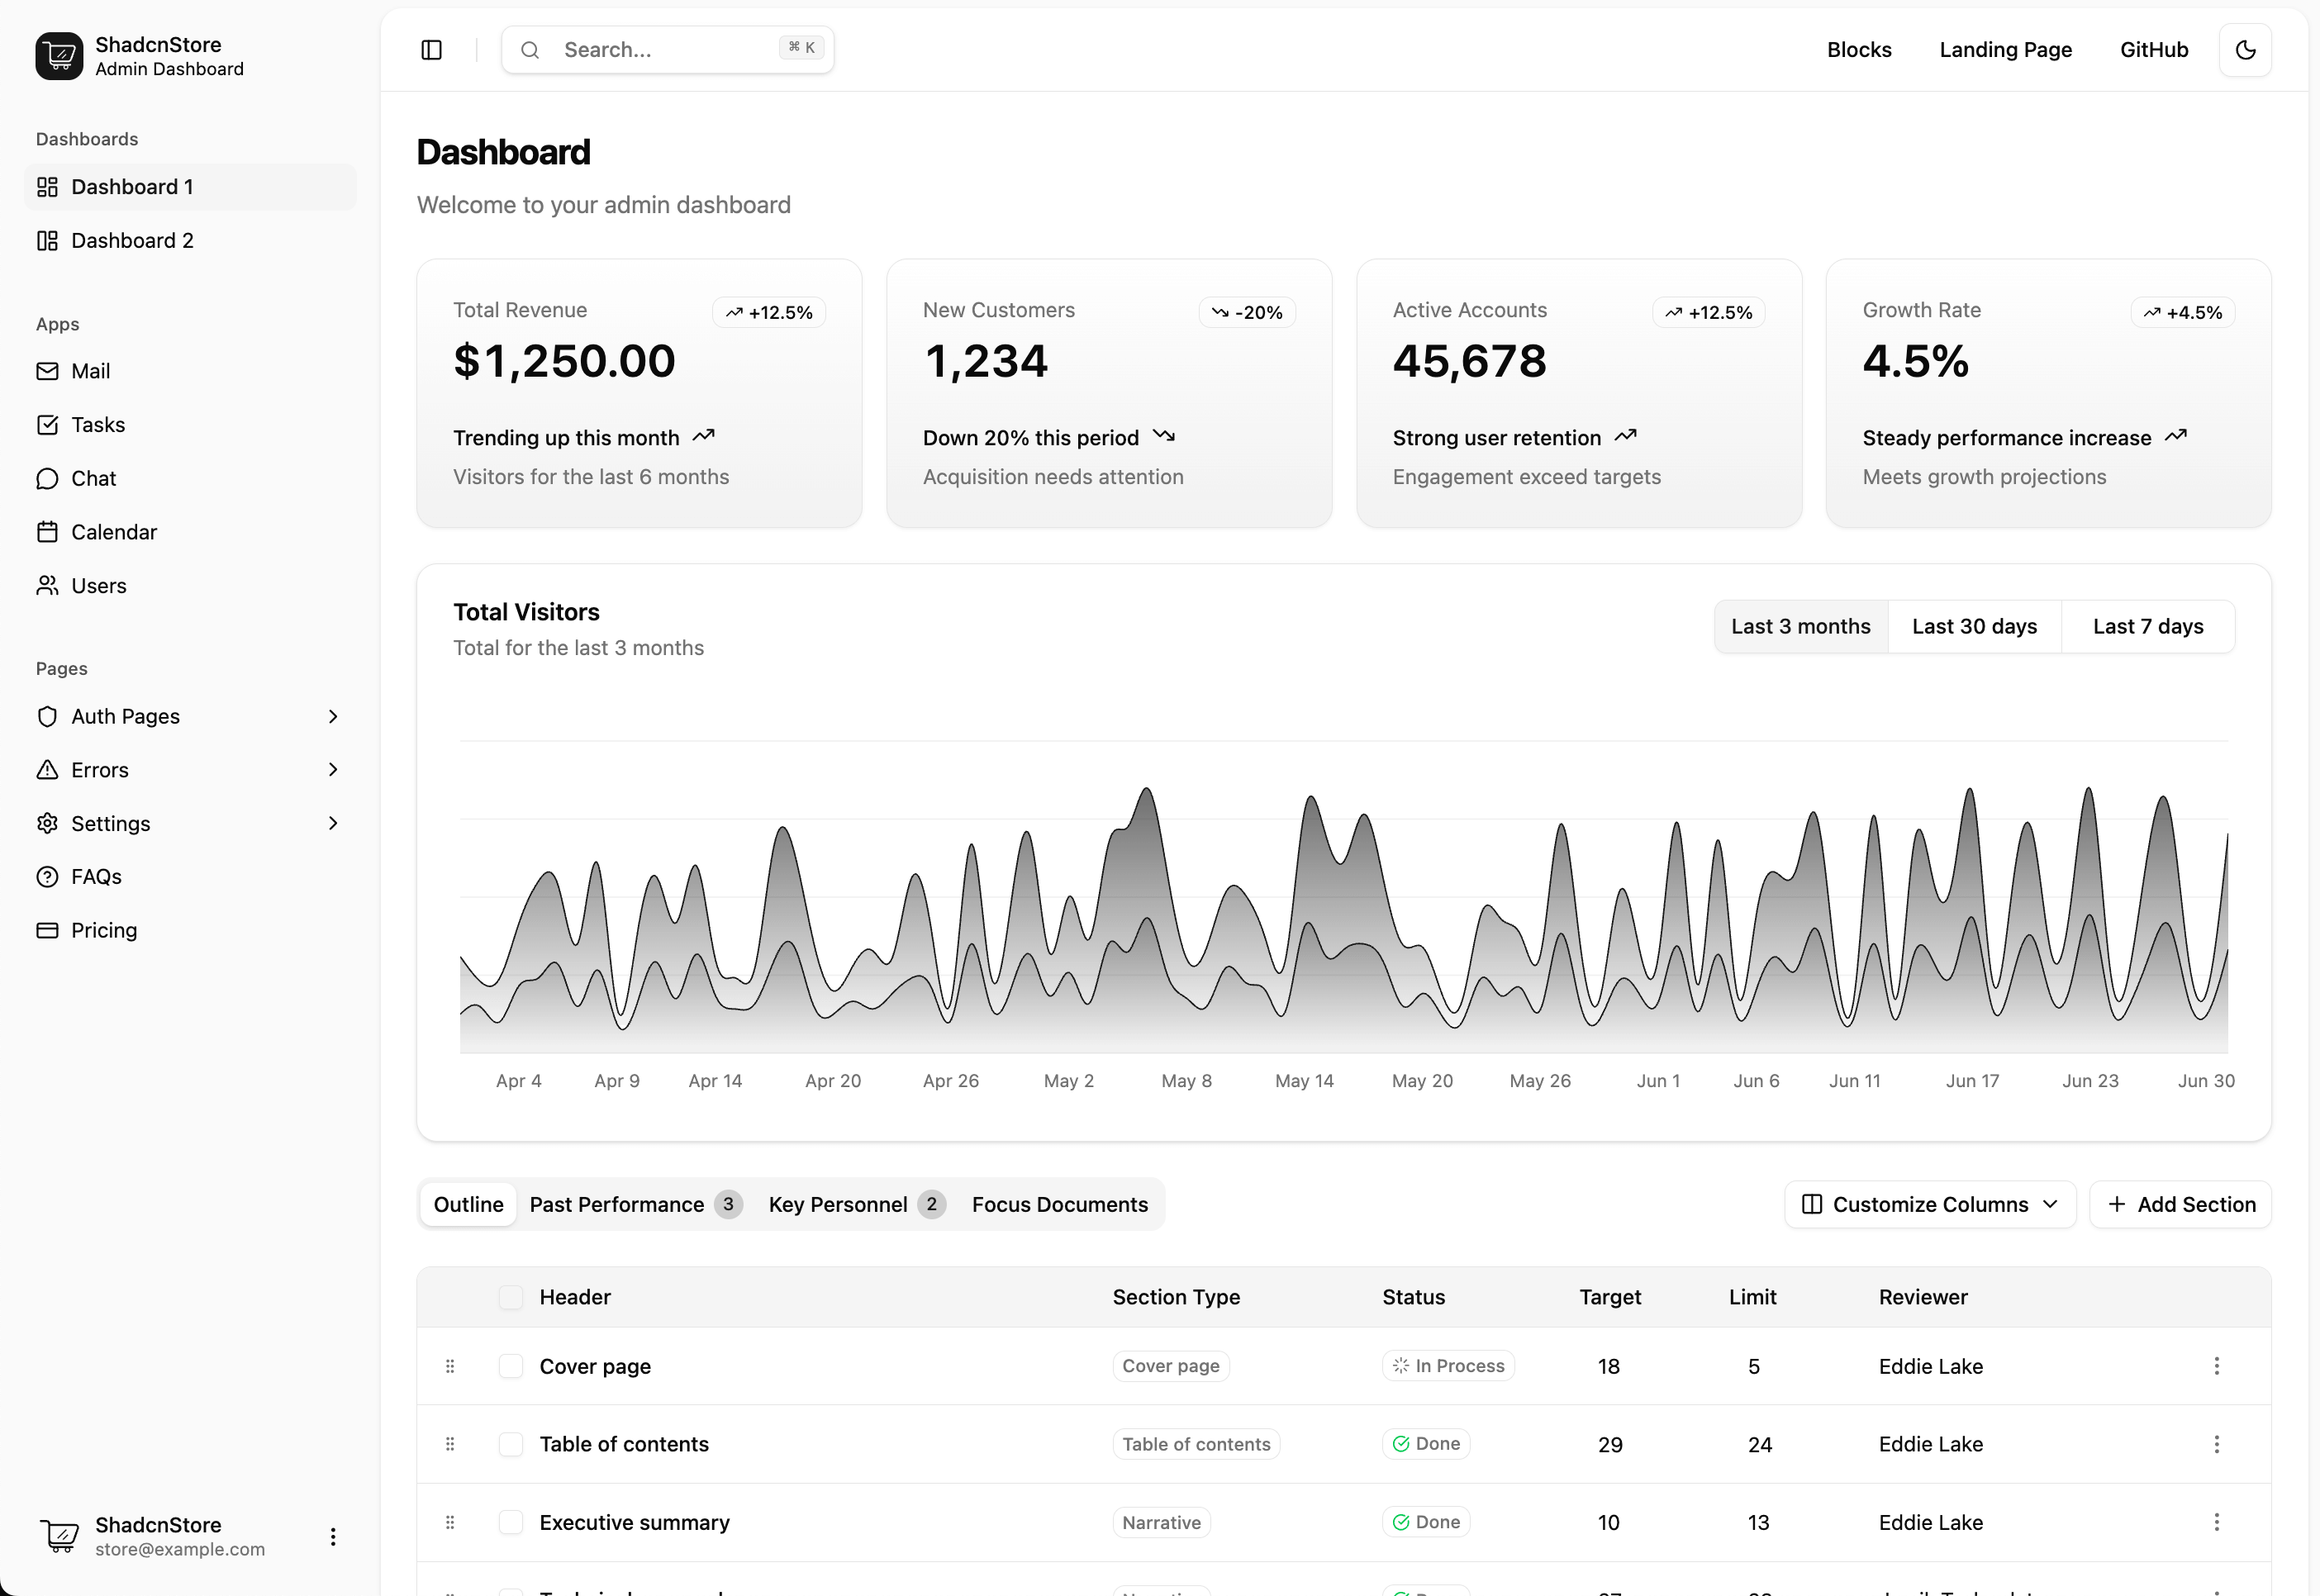 ShadcnStore
Admin Dashboard
Dashboards
Dashboard 1
Dashboard 2
Apps
Mail
Tasks
Chat
Calendar
Users
Pages
Auth Pages
Errors
Settings
FAQs
Pricing
ShadcnStore
store@example.com
Search... ⌘ K
Blocks Landing Page GitHub
Dashboard
Welcome to your admin dashboard
Total Revenue +12.5%
$1,250.00
Trending up this month
Visitors for the last 6 months
New Customers -20%
1,234
Down 20% this period
Acquisition needs attention
Active Accounts +12.5%
45,678
Strong user retention
Engagement exceed targets
Growth Rate +4.5%
4.5%
Steady performance increase
Meets growth projections
Total Visitors
Total for the last 3 months
Last 3 months Last 30 days Last 7 days
Apr 4 Apr 9 Apr 14 Apr 20 Apr 26 May 2 May 8 May 14 May 20 May 26 Jun 1 Jun 6 Jun 11 Jun 17 Jun 23 Jun 30
Outline Past Performance 3 Key Personnel 2 Focus Documents
Customize Columns Add Section
Header Section Type Status Target Limit Reviewer
Cover page Cover page In Process 18 5 Eddie Lake
Table of contents Table of contents Done 29 24 Eddie Lake
Executive summary Narrative Done 10 13 Eddie Lake